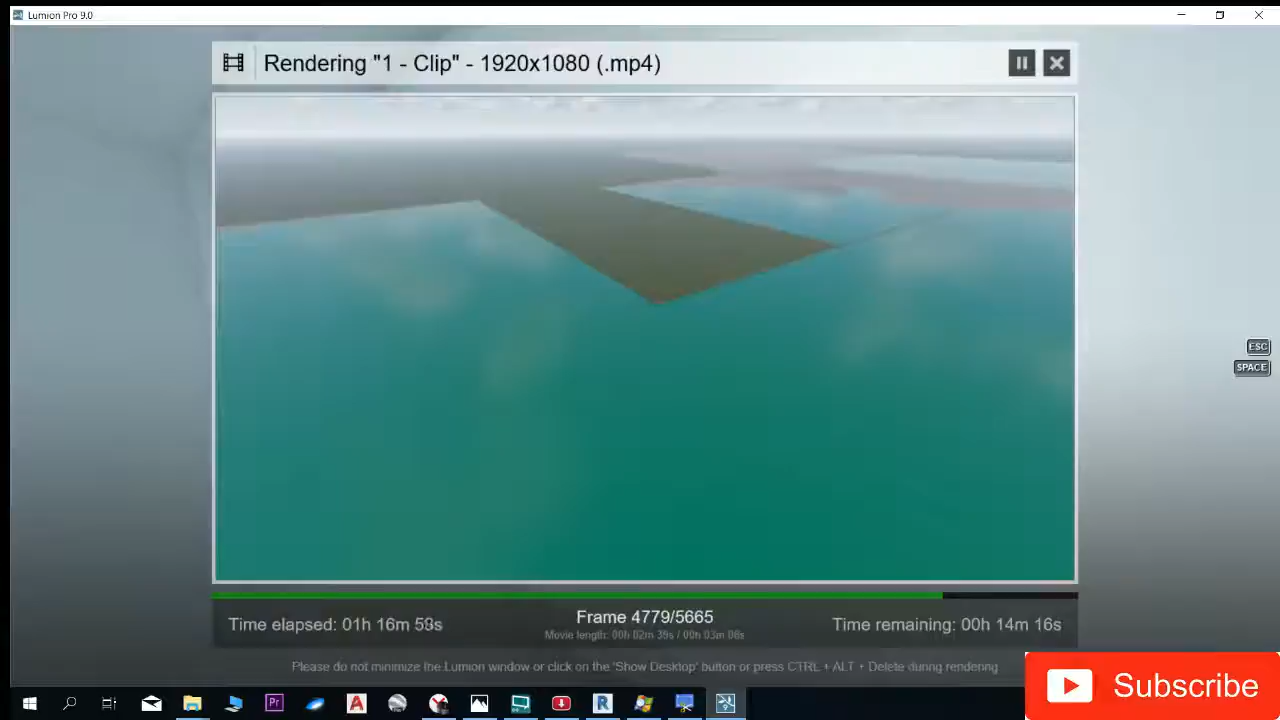 Lumion Pro 9.0
Rendering "1 - Clip" - 1920x1080 (.mp4)
ESC
SPACE
Time elapsed: 01h 16m 59s
Frame 4779/5665
Movie length: 00h 02m 39s / 00h 03m 08s
Time remaining: 00h 14m 16s
Please do not minimize the Lumion window or click on the 'Show Desktop' button or press CTRL + ALT + Delete during rendering
Pr
A
R
Subscribe